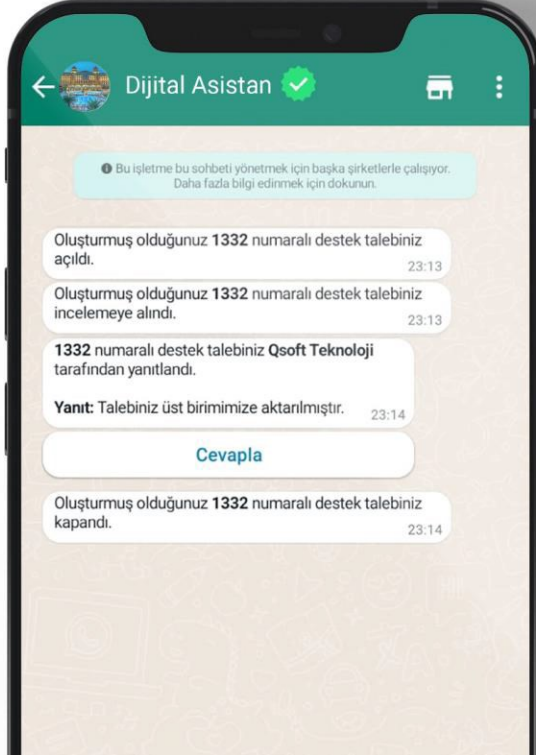 Dijital Asistan
Bu işletme bu sohbeti yönetmek için başka şirketlerle çalışıyor.
Daha fazla bilgi edinmek için dokunun.
Oluşturmuş olduğunuz 1332 numaralı destek talebiniz
açıldı.
23:13
Oluşturmuş olduğunuz 1332 numaralı destek talebiniz
incelemeye alındı.
23:13
1332 numaralı destek talebiniz Qsoft Teknoloji
tarafından yanıtlandı.
Yanıt: Talebiniz üst birimimize aktarılmıştır.
23:14
Cevapla
Oluşturmuş olduğunuz 1332 numaralı destek talebiniz
kapandı.
23:14